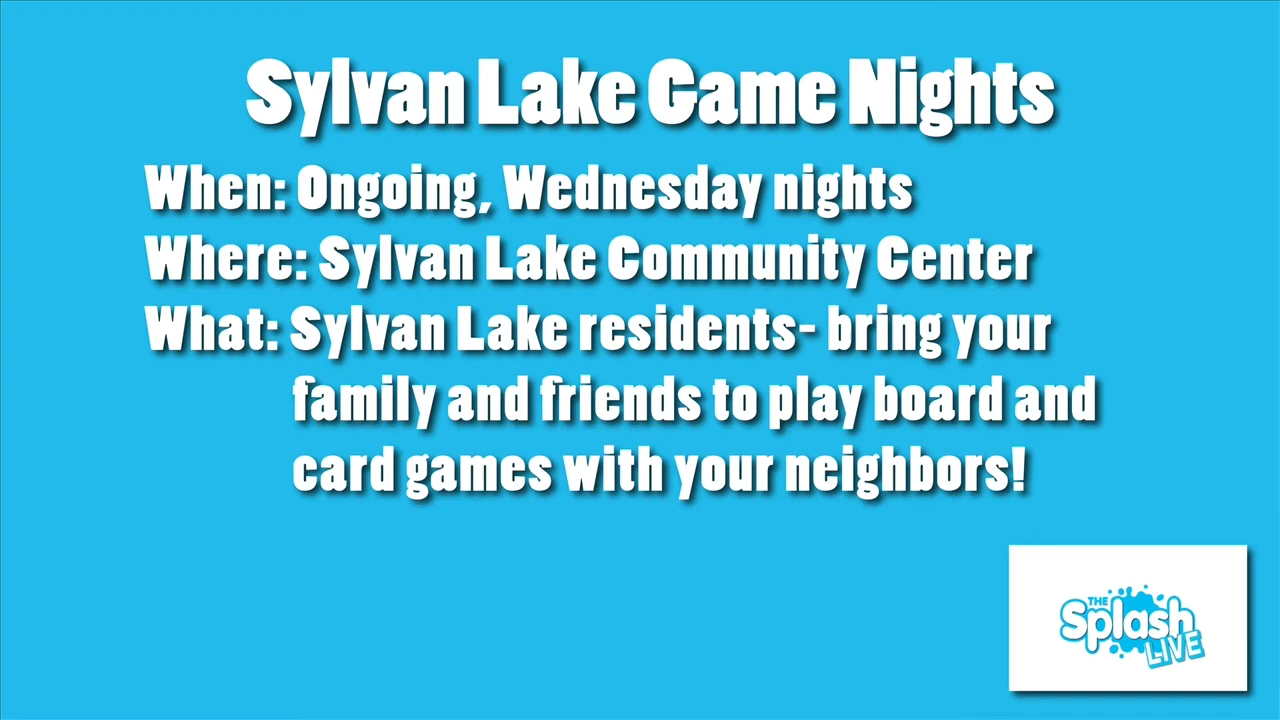 Sylvan Lake Game Nights
When: Ongoing, Wednesday nights
Where: Sylvan Lake Community Center
What: Sylvan Lake residents- bring your
family and friends to play board and
card games with your neighbors!
THE
Splash
LIVE